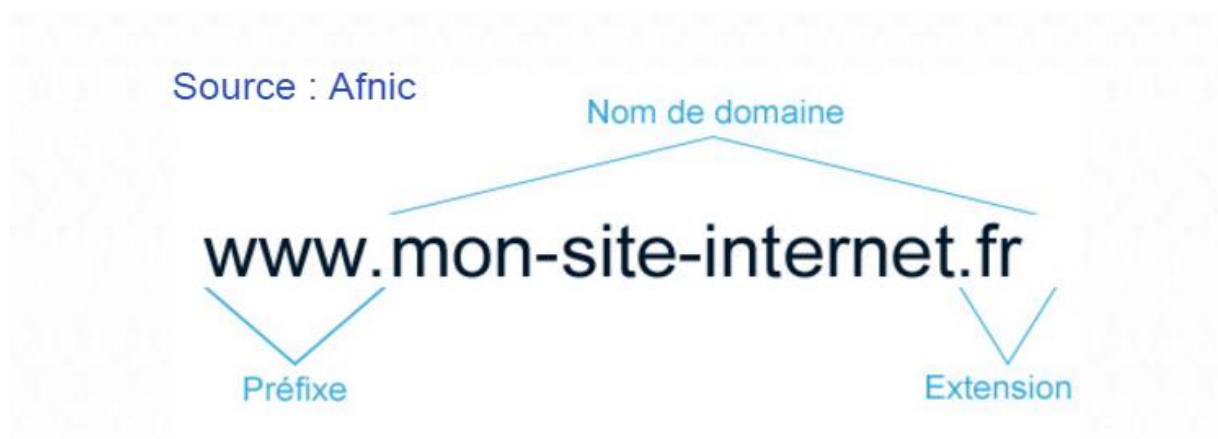 Source : Afnic
Nom de domaine
www.mon-site-internet.fr
Préfixe
Extension